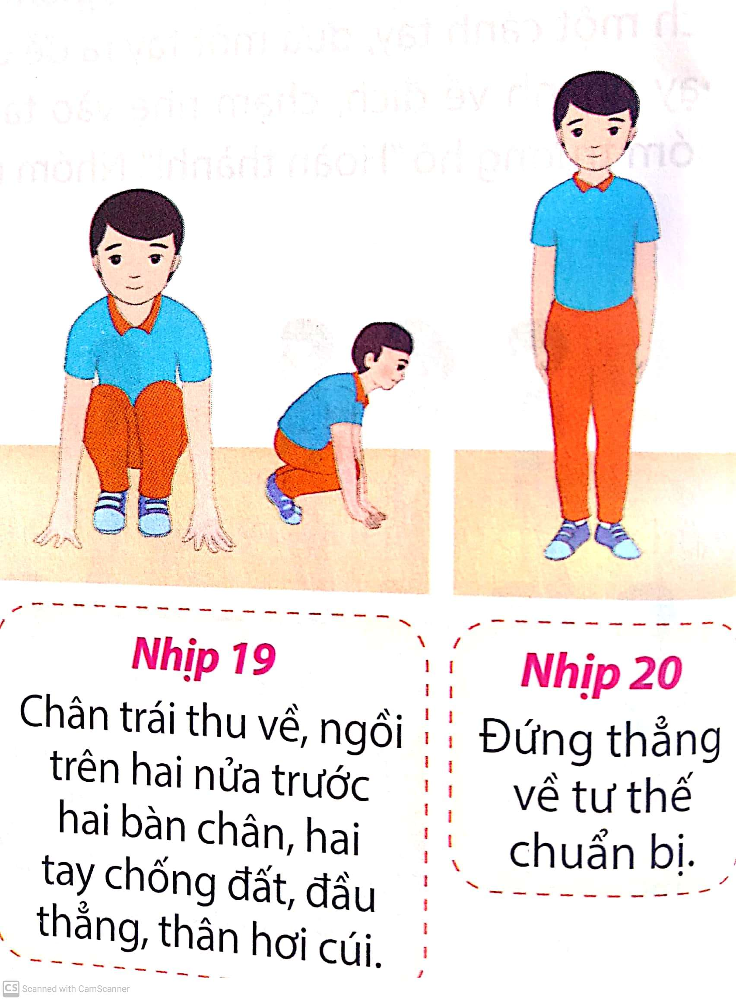 Nhịp 19
Chân trái thu về, ngồi
trên hai nửa trước
hai bàn chân, hai
tay chống đất, đầu
thẳng, thân hơi cúi.
Nhịp 20
Đứng thẳng
về tư thế
chuẩn bị.
CS Scanned with CamScanner